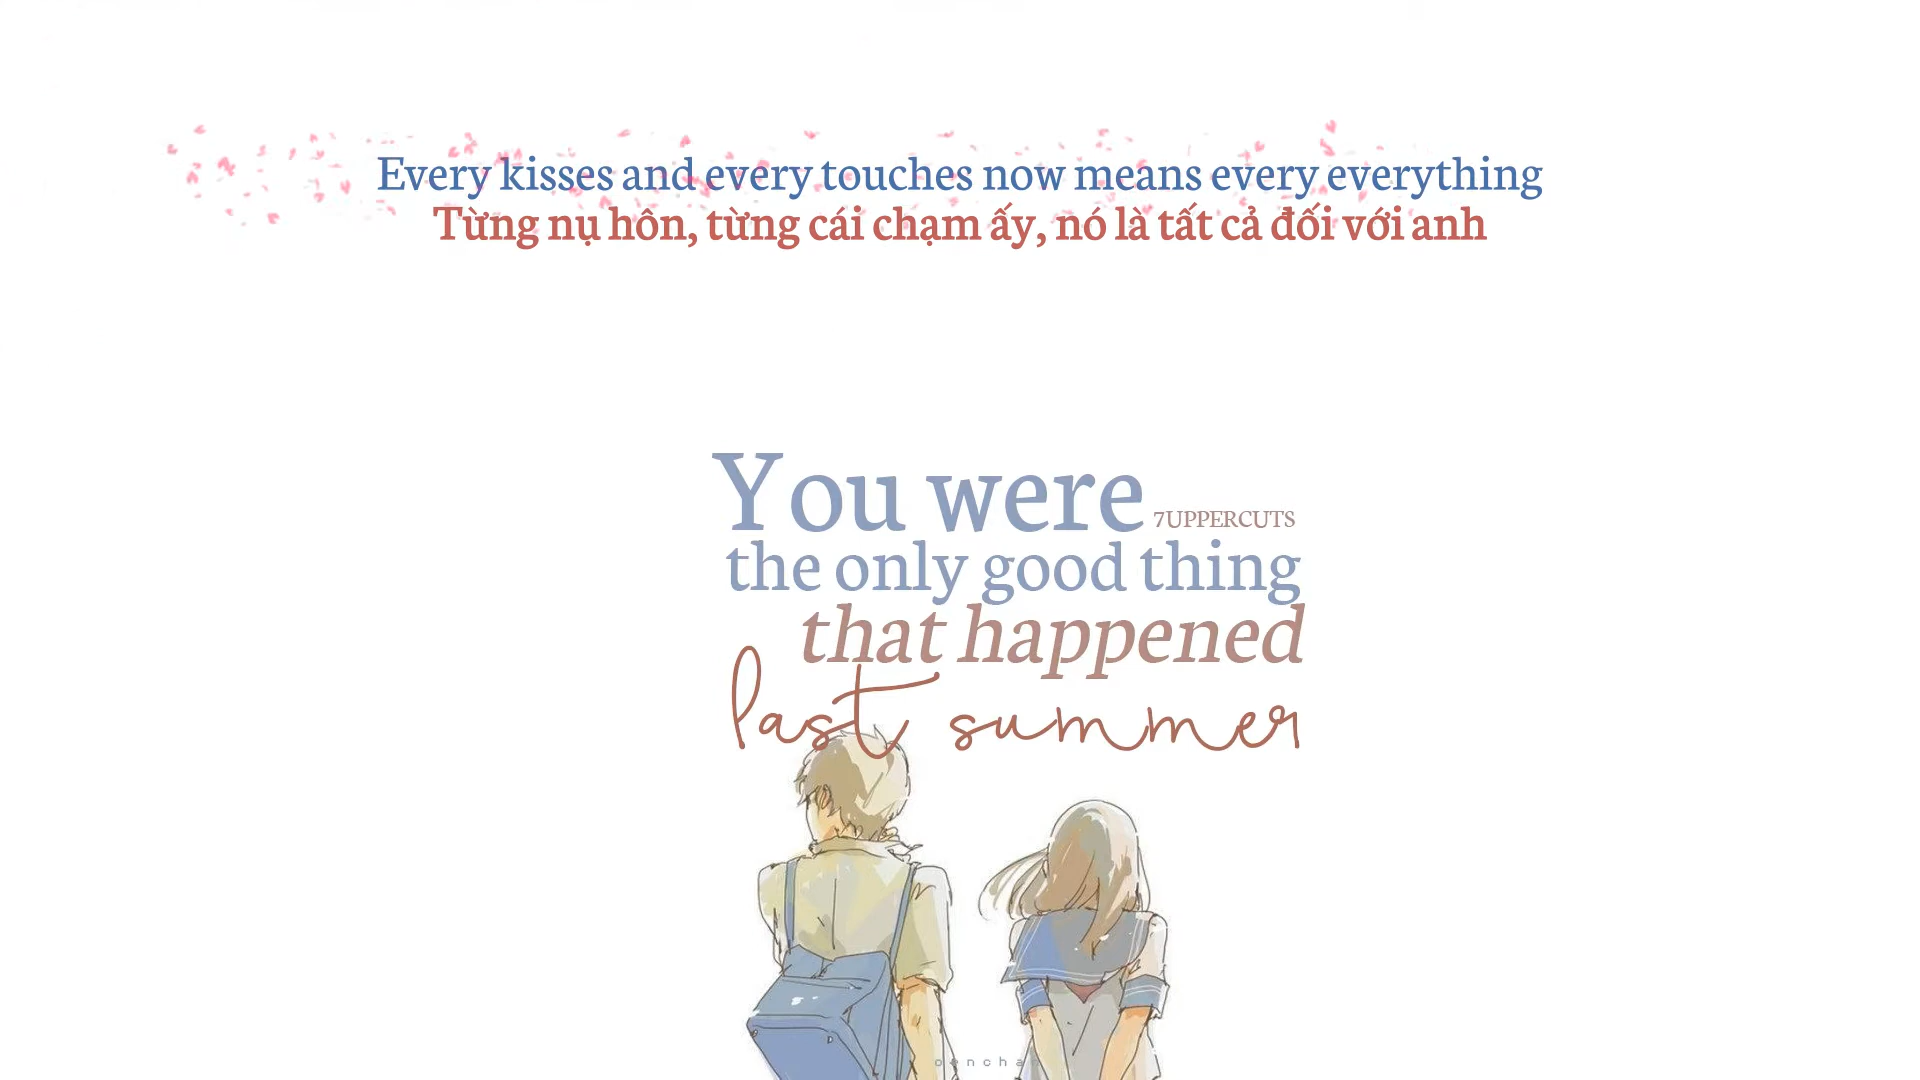 Every kisses and every touches now means every everything
Từng nụ hôn, từng cái chạm ấy, nó là tất cả đối với anh
You were
7UPPERCUTS
the only good thing
that happened
last summer